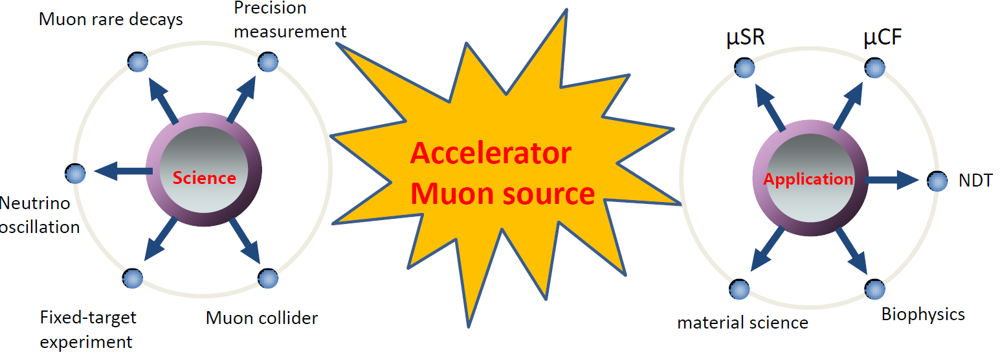 Muon rare decays
Precision
measurement
Science
Neutrino
oscillation
Fixed-target
experiment
Muon collider
Accelerator
Muon source
μSR
μCF
Application
NDT
material science
Biophysics